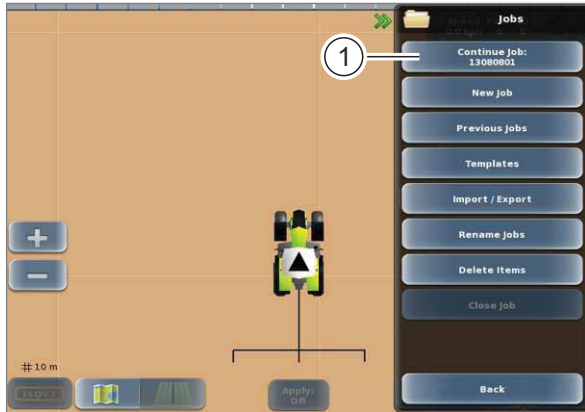 Jobs
1
Continue Job:
13080801
New Job
Previous Jobs
Templates
Import / Export
Rename Jobs
Delete Items
Close Job
# 10 m
Apply:
Off
Back